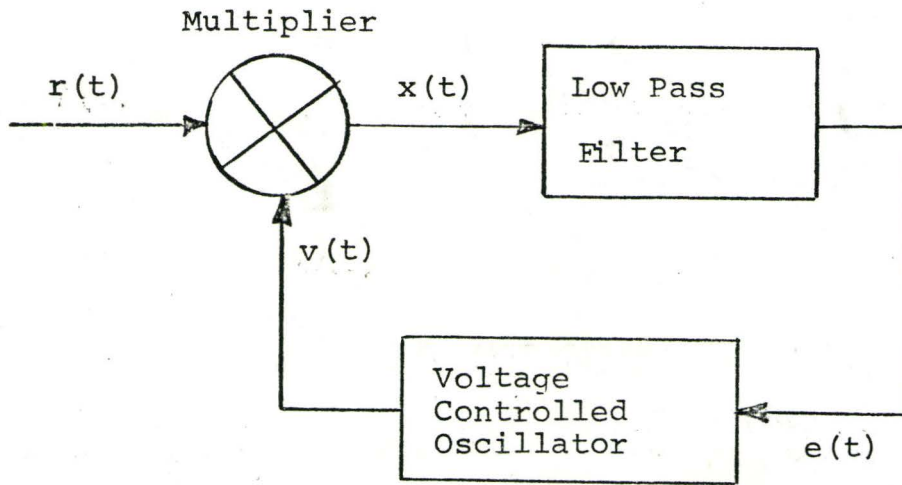 Multiplier
r(t)
x(t)
Low Pass
Filter
v(t)
Voltage
Controlled
Oscillator
e(t)